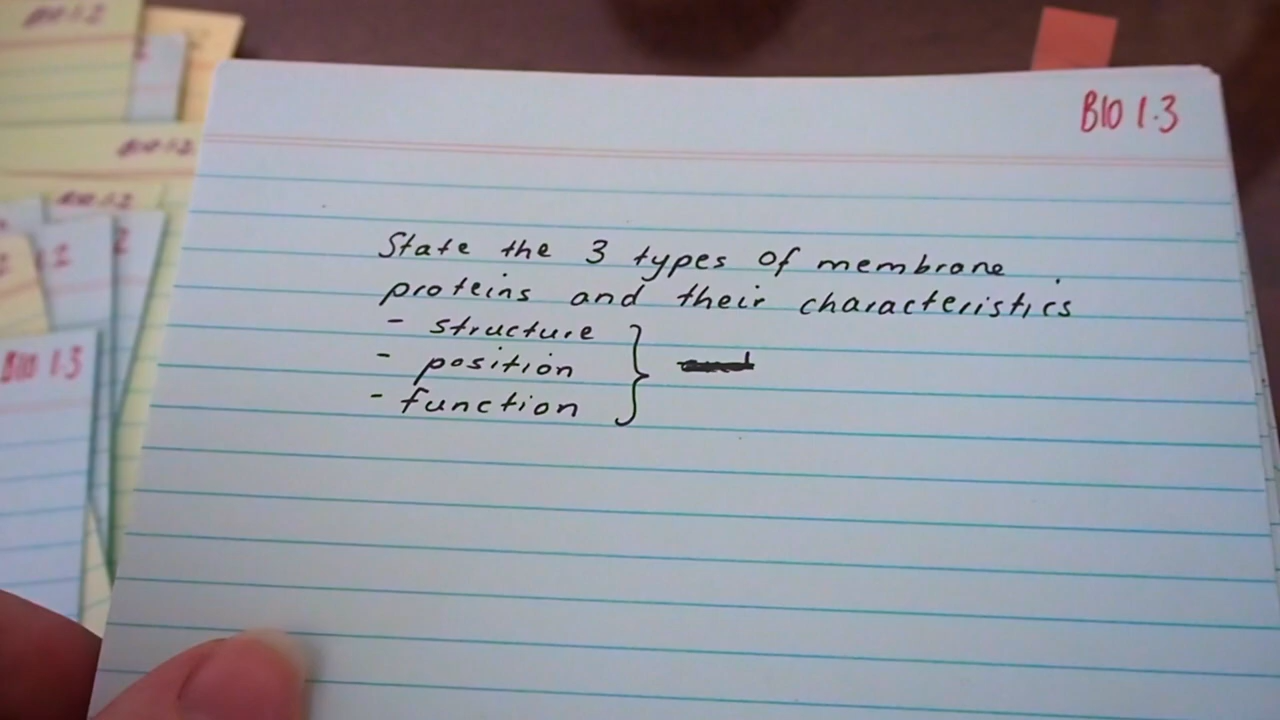 BIO 1.2
BIO 1.2
BIO 1.2
BIO 1.3
BIO 1.3
State the 3 types of membrane
proteins and their characteristics
- structure
- position
- function